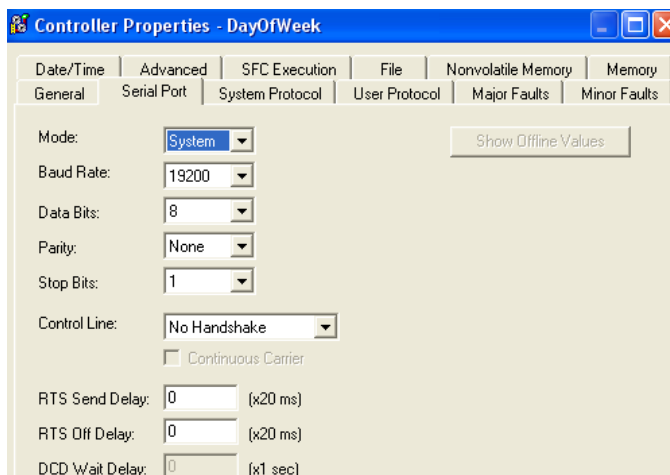 Controller Properties - DayOfWeek
Date/Time Advanced SFC Execution File Nonvolatile Memory Memory
General Serial Port System Protocol User Protocol Major Faults Minor Faults
Mode: System Show Offline Values
Baud Rate: 19200
Data Bits: 8
Parity: None
Stop Bits: 1
Control Line: No Handshake
Continuous Carrier
RTS Send Delay: 0 (x20 ms)
RTS Off Delay: 0 (x20 ms)
DCD Wait Delay: 0 (x1 sec)